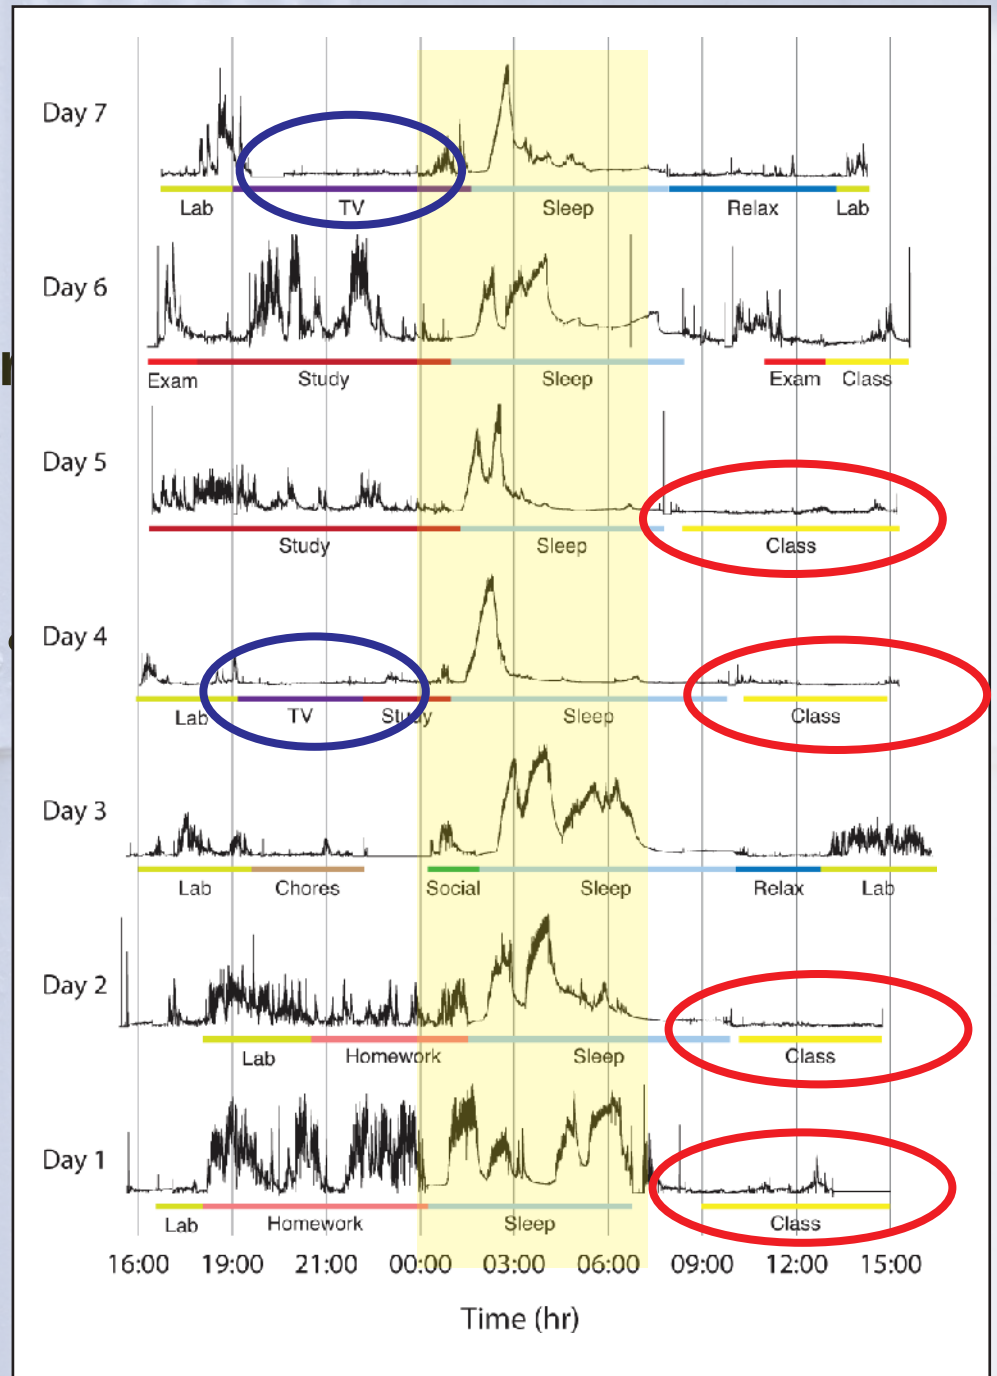 Day 7
Lab TV Sleep Relax Lab
Day 6
Exam Study Sleep Exam Class
Day 5
Study Sleep Class
Day 4
Lab TV Study Sleep Class
Day 3
Lab Chores Social Sleep Relax Lab
Day 2
Lab Homework Sleep Class
Day 1
Lab Homework Sleep Class
16:00 19:00 21:00 00:00 03:00 06:00 09:00 12:00 15:00
Time (hr)